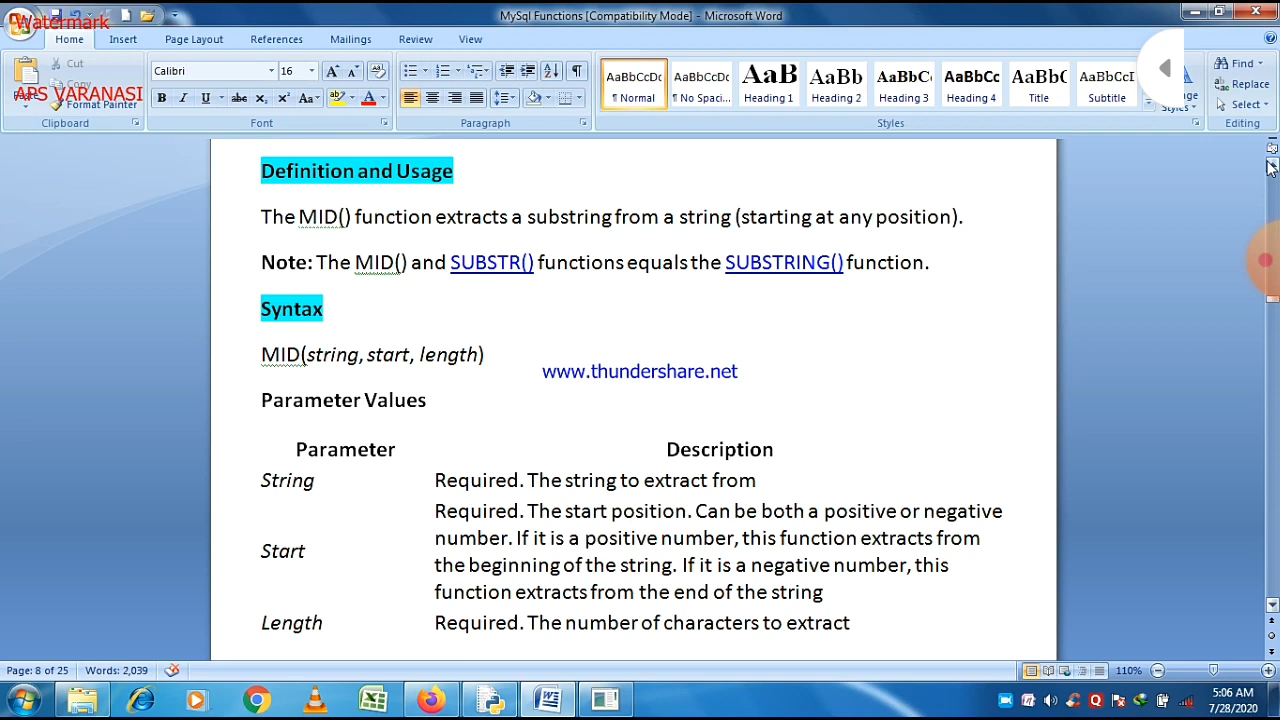 MySql Functions [Compatibility Mode] - Microsoft Word
Watermark
Home Insert Page Layout References Mailings Review View
Cut
Copy
APS VARANASI
Format Painter
Calibri 16
AaBbCcDc AaBbCcDc AaB AaBb AaBbC AaBbCc AaBbC AaBbCcI
¶ Normal ¶ No Spaci... Heading 1 Heading 2 Heading 3 Heading 4 Title Subtitle
Find
Replace
Select
Clipboard Font Paragraph Styles Editing
Definition and Usage
The MID() function extracts a substring from a string (starting at any position).
Note: The MID() and SUBSTR() functions equals the SUBSTRING() function.
Syntax
MID(string, start, length)
www.thundershare.net
Parameter Values
Parameter Description
String Required. The string to extract from
Start Required. The start position. Can be both a positive or negative
number. If it is a positive number, this function extracts from
the beginning of the string. If it is a negative number, this
function extracts from the end of the string
Length Required. The number of characters to extract
Page: 8 of 25 Words: 2,039 110%
5:06 AM
7/28/2020